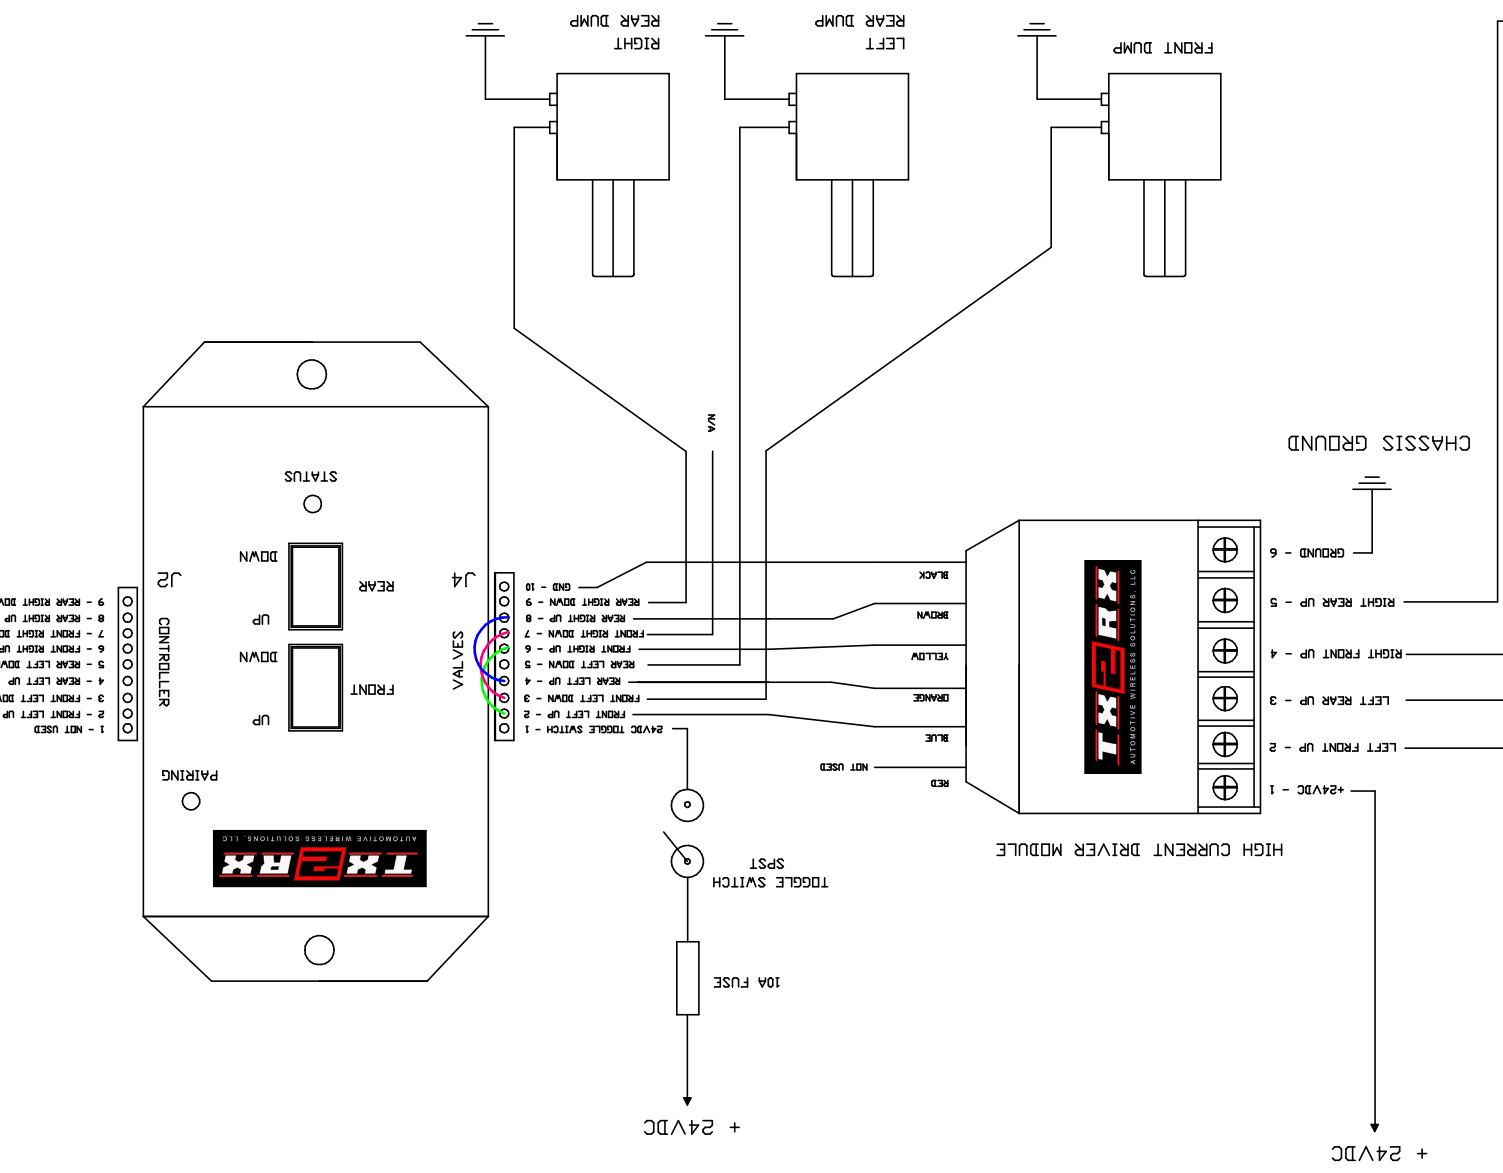 RIGHT
REAR DUMP
LEFT
REAR DUMP
FRONT DUMP
CHASSIS GROUND
N/A
STATUS
DOWN
REAR
UP
DOWN
FRONT
UP
PAIRING
J2
CONTROLLER
J4
VALVES
1 - NOT USED
2 - FRONT LEFT UP
3 - FRONT LEFT DO
4 - REAR LEFT UP
5 - REAR LEFT DO
6 - FRONT RIGHT UP
7 - FRONT RIGHT DO
8 - REAR RIGHT UP
9 - REAR RIGHT DO
24VDC TOGGLE SWITCH - 1
FRONT LEFT UP - 2
FRONT LEFT DOWN - 3
REAR LEFT UP - 4
REAR LEFT DOWN - 5
FRONT RIGHT UP - 6
FRONT RIGHT DOWN - 7
REAR RIGHT UP - 8
REAR RIGHT DOWN - 9
GND - 10
BLACK
BROWN
YELLOW
ORANGE
BLUE
NOT USED
RED
TX2RX
AUTOMOTIVE WIRELESS SOLUTIONS, LLC
+24VDC - 1
LEFT FRONT UP - 2
LEFT REAR UP - 3
RIGHT FRONT UP - 4
RIGHT REAR UP - 5
GROUND - 6
HIGH CURRENT DRIVER MODULE
TX2RX
AUTOMOTIVE WIRELESS SOLUTIONS, LLC
TOGGLE SWITCH
SPST
10A FUSE
+ 24VDC
+ 24VDC